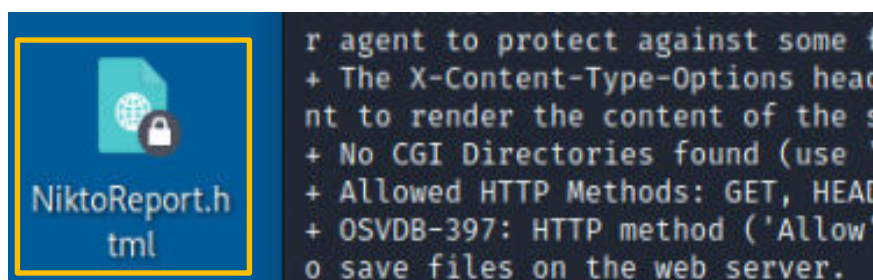 NiktoReport.h
tml
r agent to protect against some
+ The X-Content-Type-Options head
nt to render the content of the s
+ No CGI Directories found (use
+ Allowed HTTP Methods: GET, HEAD
+ OSVDB-397: HTTP method ('Allow'
o save files on the web server.